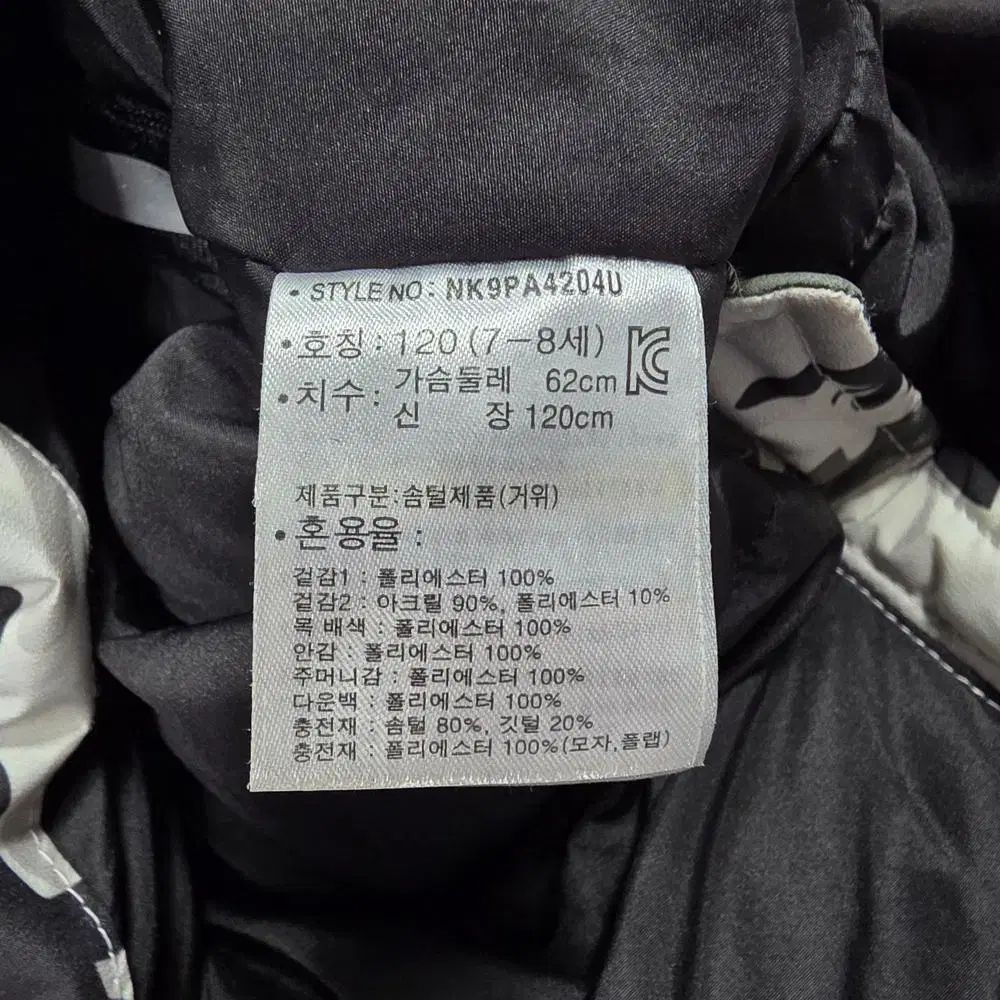 • STYLE NO : NK9PA4204U
• 호칭 : 120 (7-8세)
• 치수 : 가슴둘레 62cm
신 장 120cm
제품구분:솜털제품(거위)
• 혼용율 :
겉감1 : 폴리에스터 100%
겉감2 : 아크릴 90%, 폴리에스터 10%
목 배색 : 폴리에스터 100%
안감 : 폴리에스터 100%
주머니감 : 폴리에스터 100%
다운백 : 폴리에스터 100%
충전재 : 솜털 80%, 깃털 20%
충전재 : 폴리에스터 100%(모자,플랩)